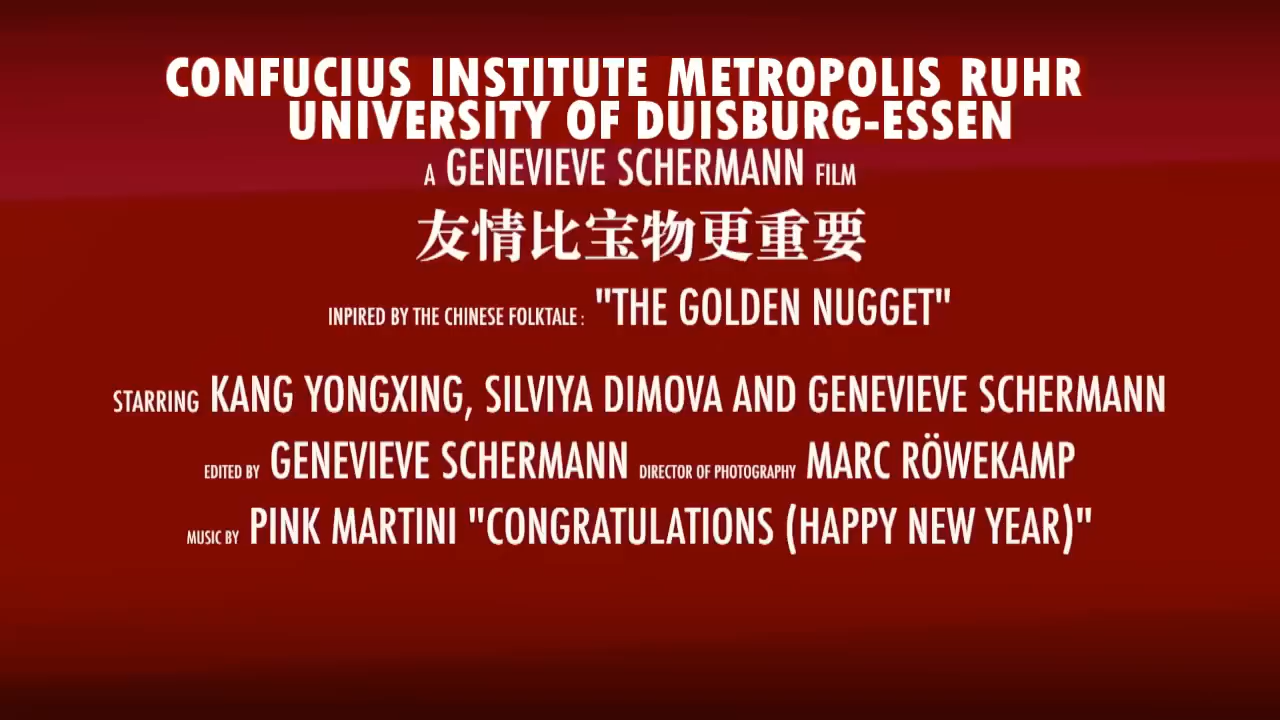 CONFUCIUS INSTITUTE METROPOLIS RUHR
UNIVERSITY OF DUISBURG-ESSEN
A GENEVIEVE SCHERMANN FILM
友情比宝物更重要
INPIRED BY THE CHINESE FOLKTALE : "THE GOLDEN NUGGET"
STARRING KANG YONGXING, SILVIYA DIMOVA AND GENEVIEVE SCHERMANN
EDITED BY GENEVIEVE SCHERMANN DIRECTOR OF PHOTOGRAPHY MARC RÖWEKAMP
MUSIC BY PINK MARTINI "CONGRATULATIONS (HAPPY NEW YEAR)"